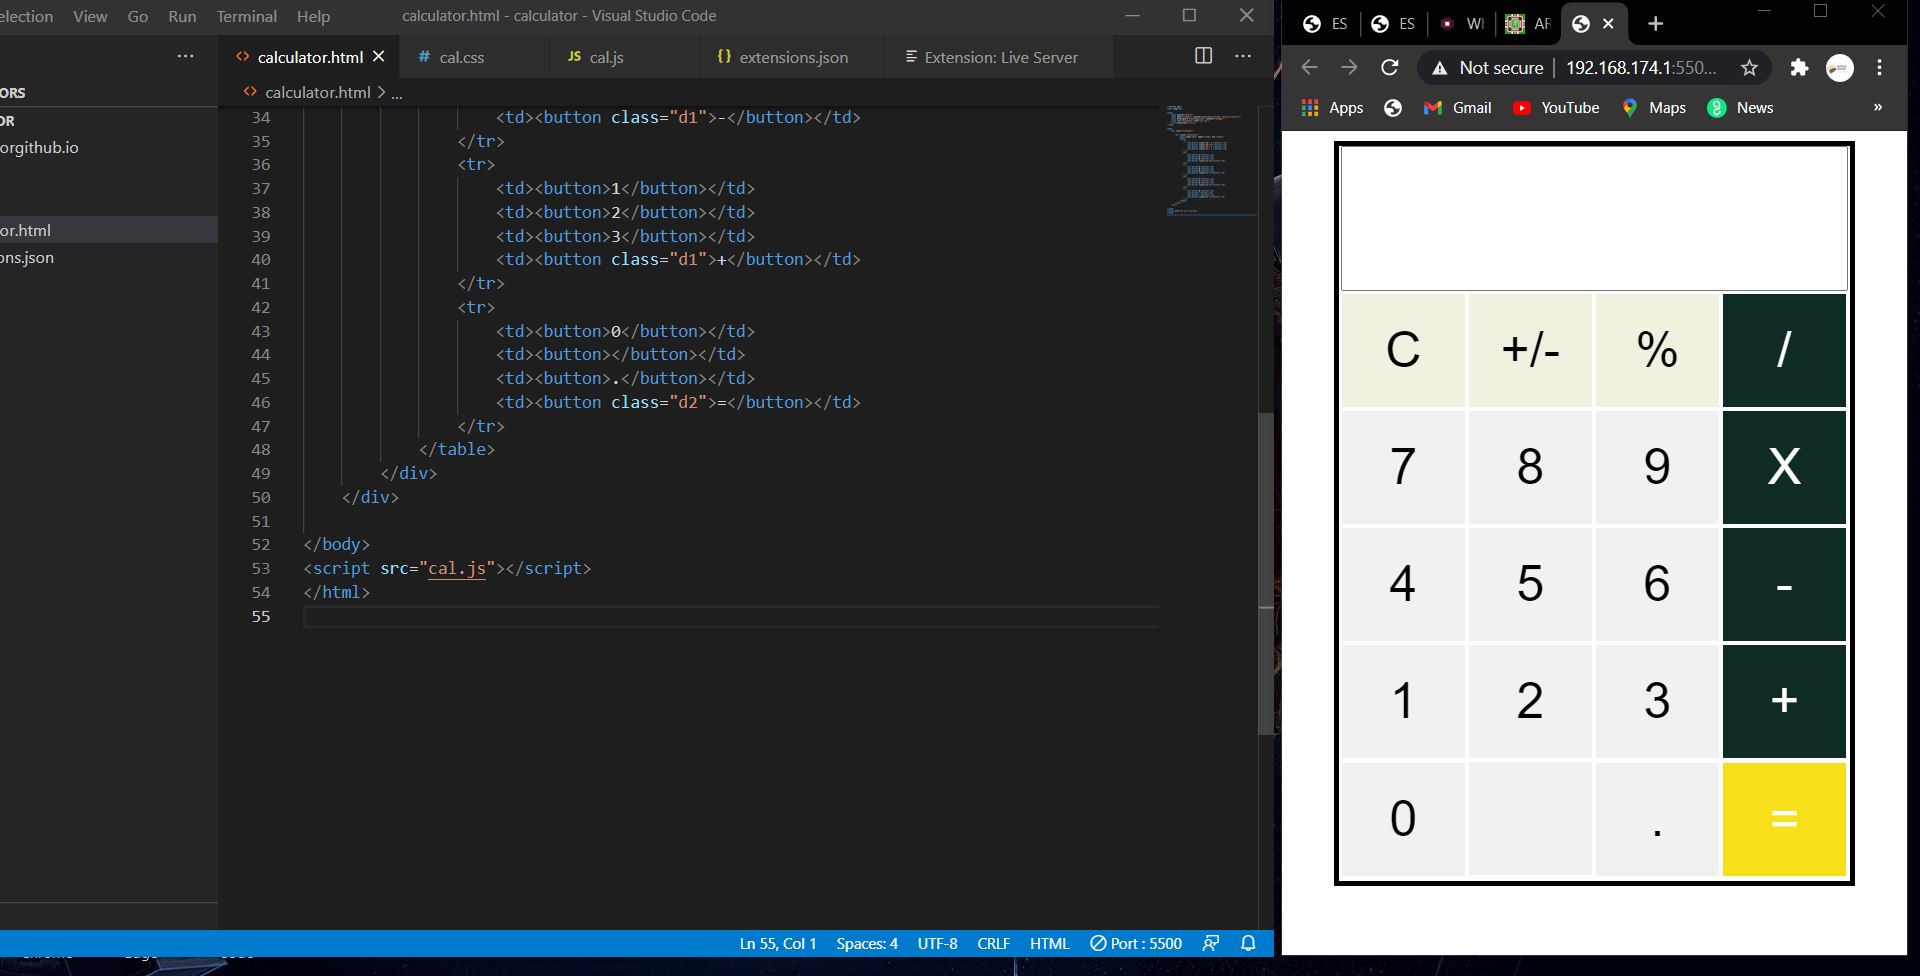 View Go Run Terminal Help
calculator.html - calculator - Visual Studio Code
calculator.html
# cal.css
JS cal.js
{} extensions.json
Extension: Live Server
calculator.html > ...
ORS
OR
orgithub.io
or.html
ons.json
34 <td><button class="d1">-</button></td>
35 </tr>
36 <tr>
37 <td><button>1</button></td>
38 <td><button>2</button></td>
39 <td><button>3</button></td>
40 <td><button class="d1">+</button></td>
41 </tr>
42 <tr>
43 <td><button>0</button></td>
44 <td><button></button></td>
45 <td><button>.</button></td>
46 <td><button class="d2">=</button></td>
47 </tr>
48 </table>
49 </div>
50 </div>
51
52 </body>
53 <script src="cal.js"></script>
54 </html>
55
Ln 55, Col 1 Spaces: 4 UTF-8 CRLF HTML Port : 5500
ES ES
Not secure | 192.168.174.1:550...
Apps Gmail YouTube Maps News »
C +/- % /
7 8 9 X
4 5 6 -
1 2 3 +
0 . =